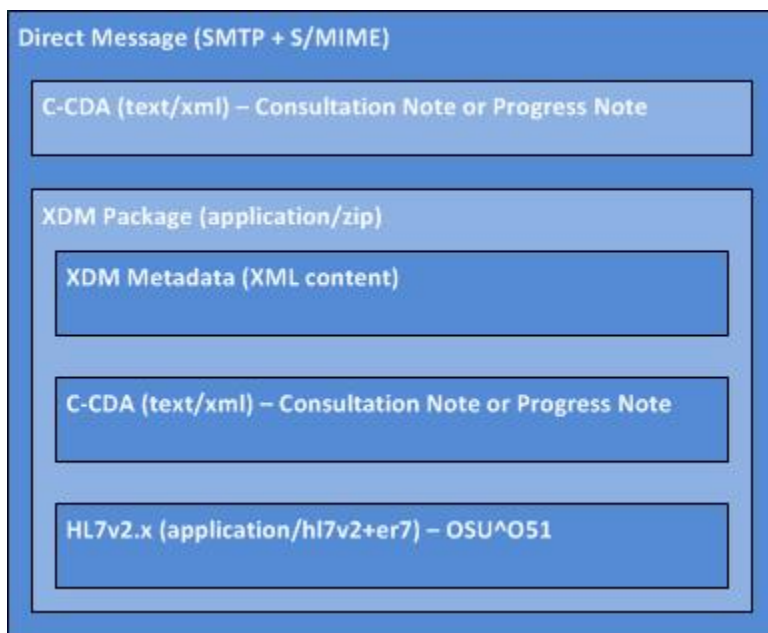 Direct Message (SMTP + S/MIME)
C-CDA (text/xml) – Consultation Note or Progress Note
XDM Package (application/zip)
XDM Metadata (XML content)
C-CDA (text/xml) – Consultation Note or Progress Note
HL7v2.x (application/hl7v2+er7) – OSU^O51